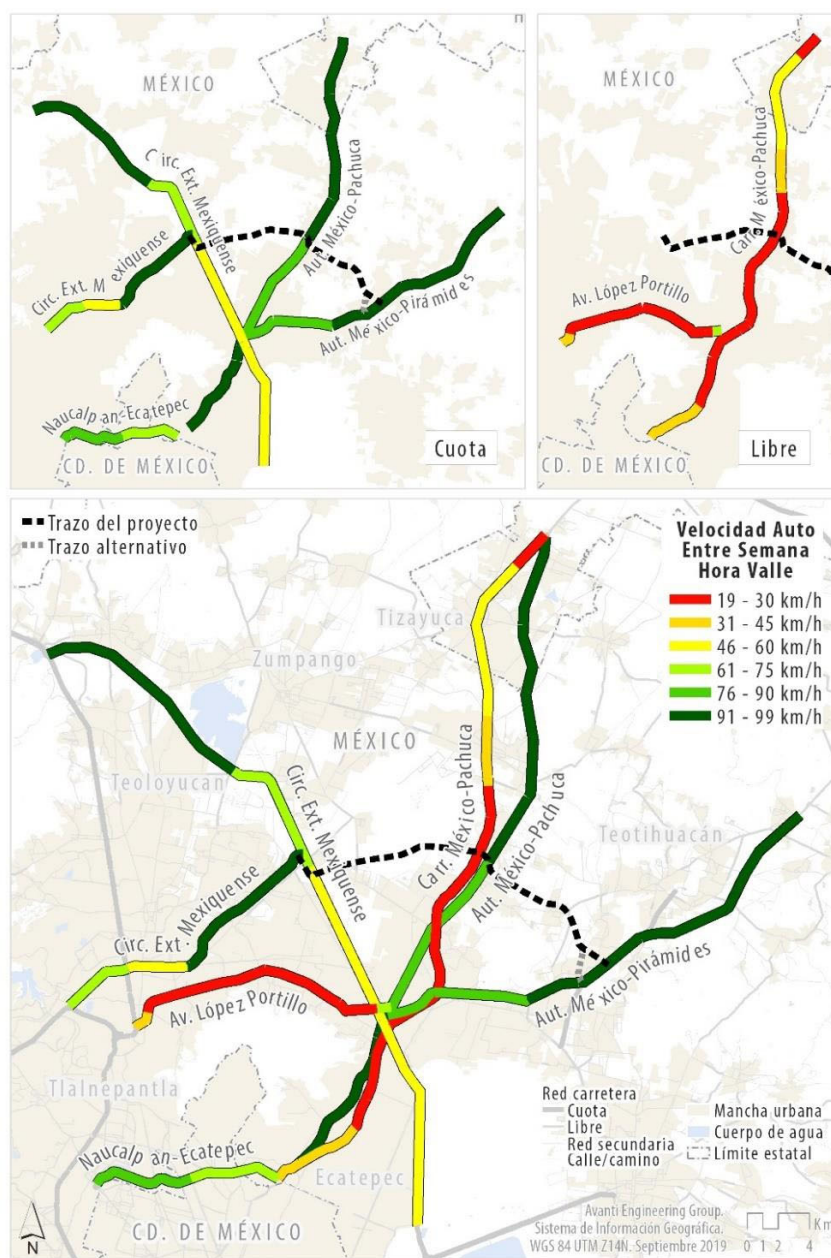 MÉXICO
Circ. Ext. Mexiquense
Aut. México-Pachuca
Circ. Ext. Mexiquense
Aut. México-Pirámides
Naucalpan-Ecatepec
CD. DE MÉXICO
Cuota
MÉXICO
Carr. México-Pachuca
Av. López Portillo
CD. DE MÉXICO
Libre
Trazo del proyecto
Trazo alternativo
Velocidad Auto
Entre Semana
Hora Valle
19 - 30 km/h
31 - 45 km/h
46 - 60 km/h
61 - 75 km/h
76 - 90 km/h
91 - 99 km/h
Tizayuca
Zumpango
MÉXICO
Teoloyucan
Circ. Ext. Mexiquense
Carr. México-Pachuca
Aut. México-Pachuca
Teotihuacán
Circ. Ext. Mexiquense
Av. López Portillo
Aut. México-Pirámides
Tlalnepantla
Naucalpan-Ecatepec
Ecatepec
CD. DE MÉXICO
Red carretera
Cuota
Libre
Red secundaria
Calle/camino
Mancha urbana
Cuerpo de agua
Límite estatal
N
Avanti Engineering Group.
Sistema de Información Geográfica.
WGS 84 UTM Z14N. Septiembre 2019
0 1 2 4 Km